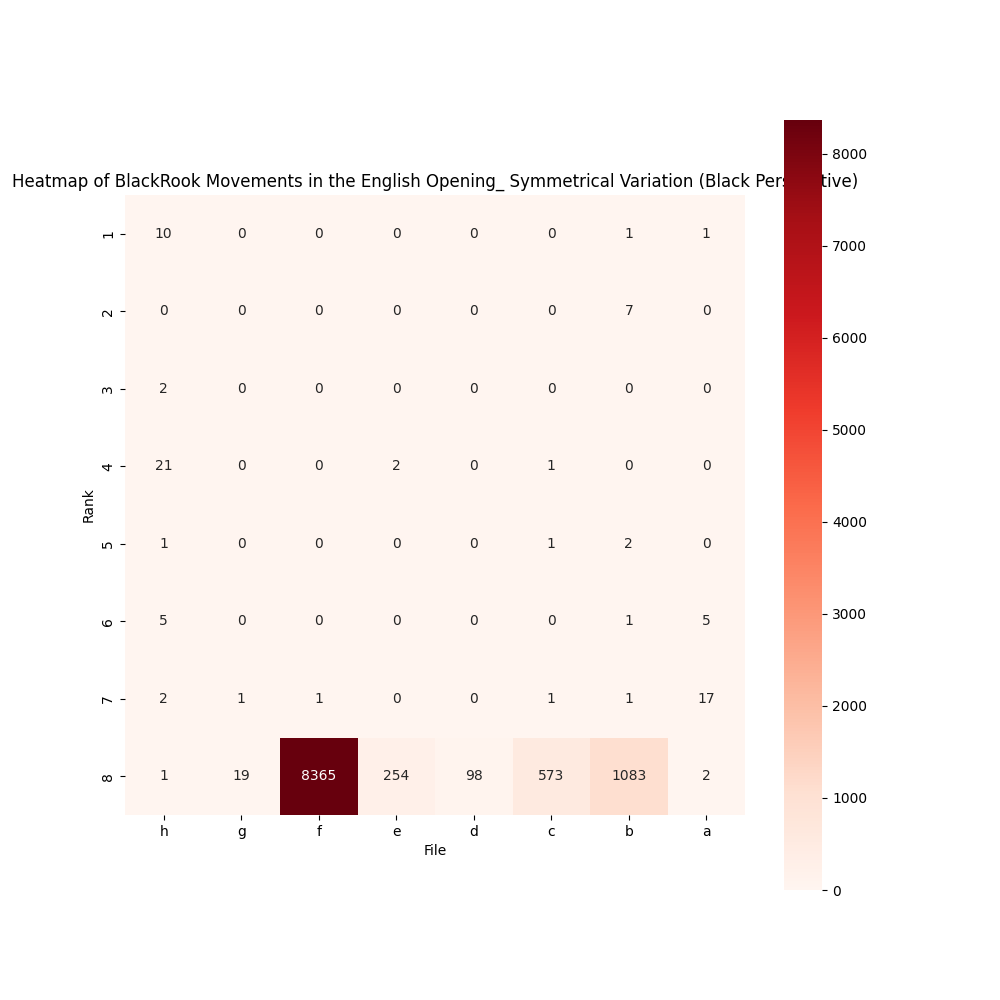 Heatmap of BlackRook Movements in the English Opening_ Symmetrical Variation (Black Pers tive)
8000
7000
6000
5000
4000
3000
2000
1000
0
Rank
1 10 0 0 0 0 0 1 1
2 0 0 0 0 0 0 7 0
3 2 0 0 0 0 0 0 0
4 21 0 0 2 0 1 0 0
5 1 0 0 0 0 1 2 0
6 5 0 0 0 0 0 1 5
7 2 1 1 0 0 1 1 17
8 1 19 8365 254 98 573 1083 2
h g f e d c b a
File